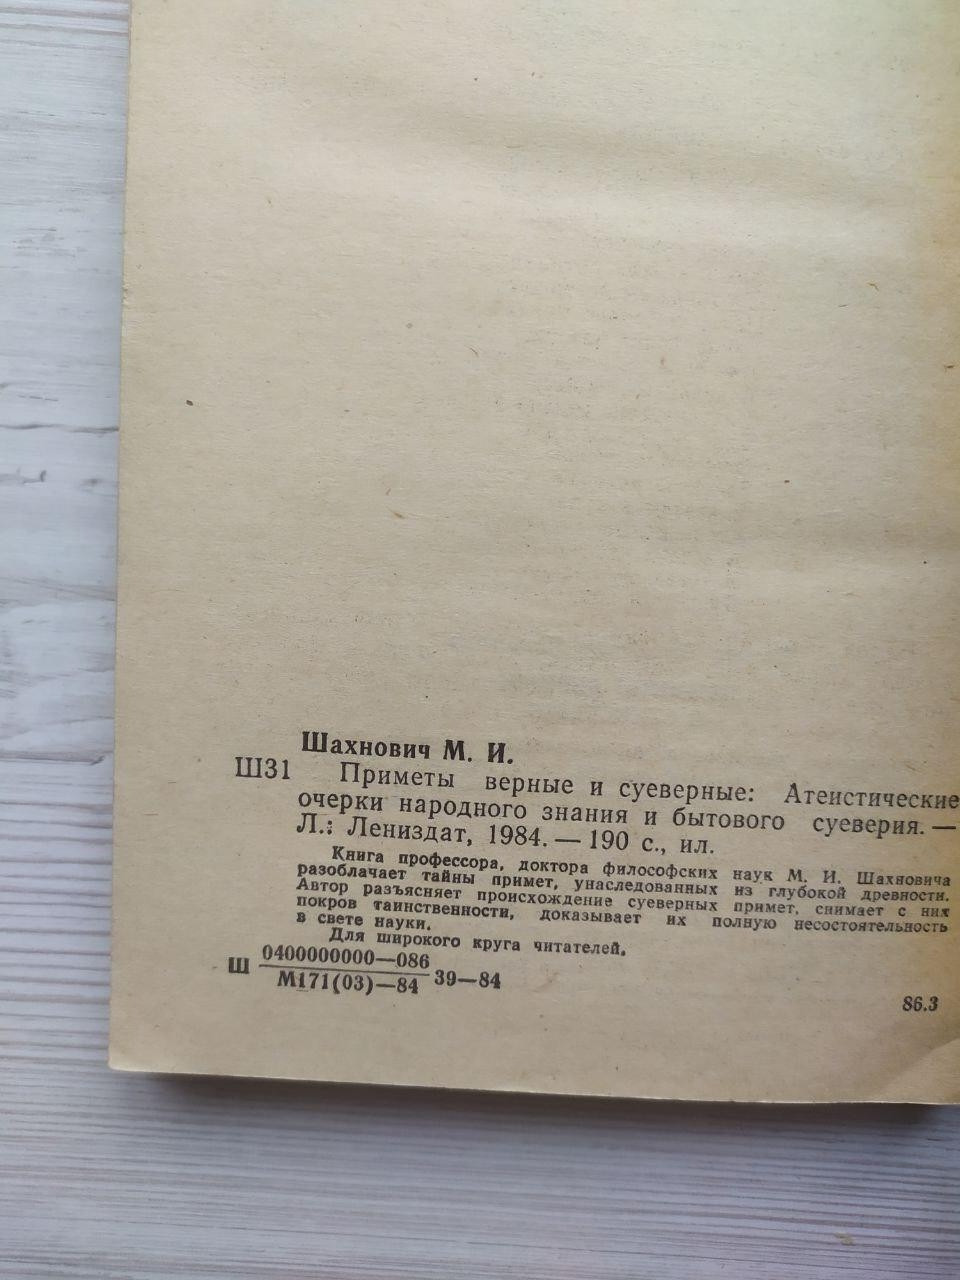 Шахнович М. И.
Ш31 Приметы верные и суеверные: Атеистические
очерки народного знания и бытового суеверия. —
Л.: Лениздат, 1984. — 190 с., ил.
Книга профессора, доктора философских наук М. И. Шахновича
разоблачает тайны примет, унаследованных из глубокой древности.
Автор разъясняет происхождение суеверных примет, снимает с них
покров таинственности, доказывает их полную несостоятельность
в свете науки.
Для широкого круга читателей.
0400000000—086
Ш 39—84
М171(03)—84
86.3